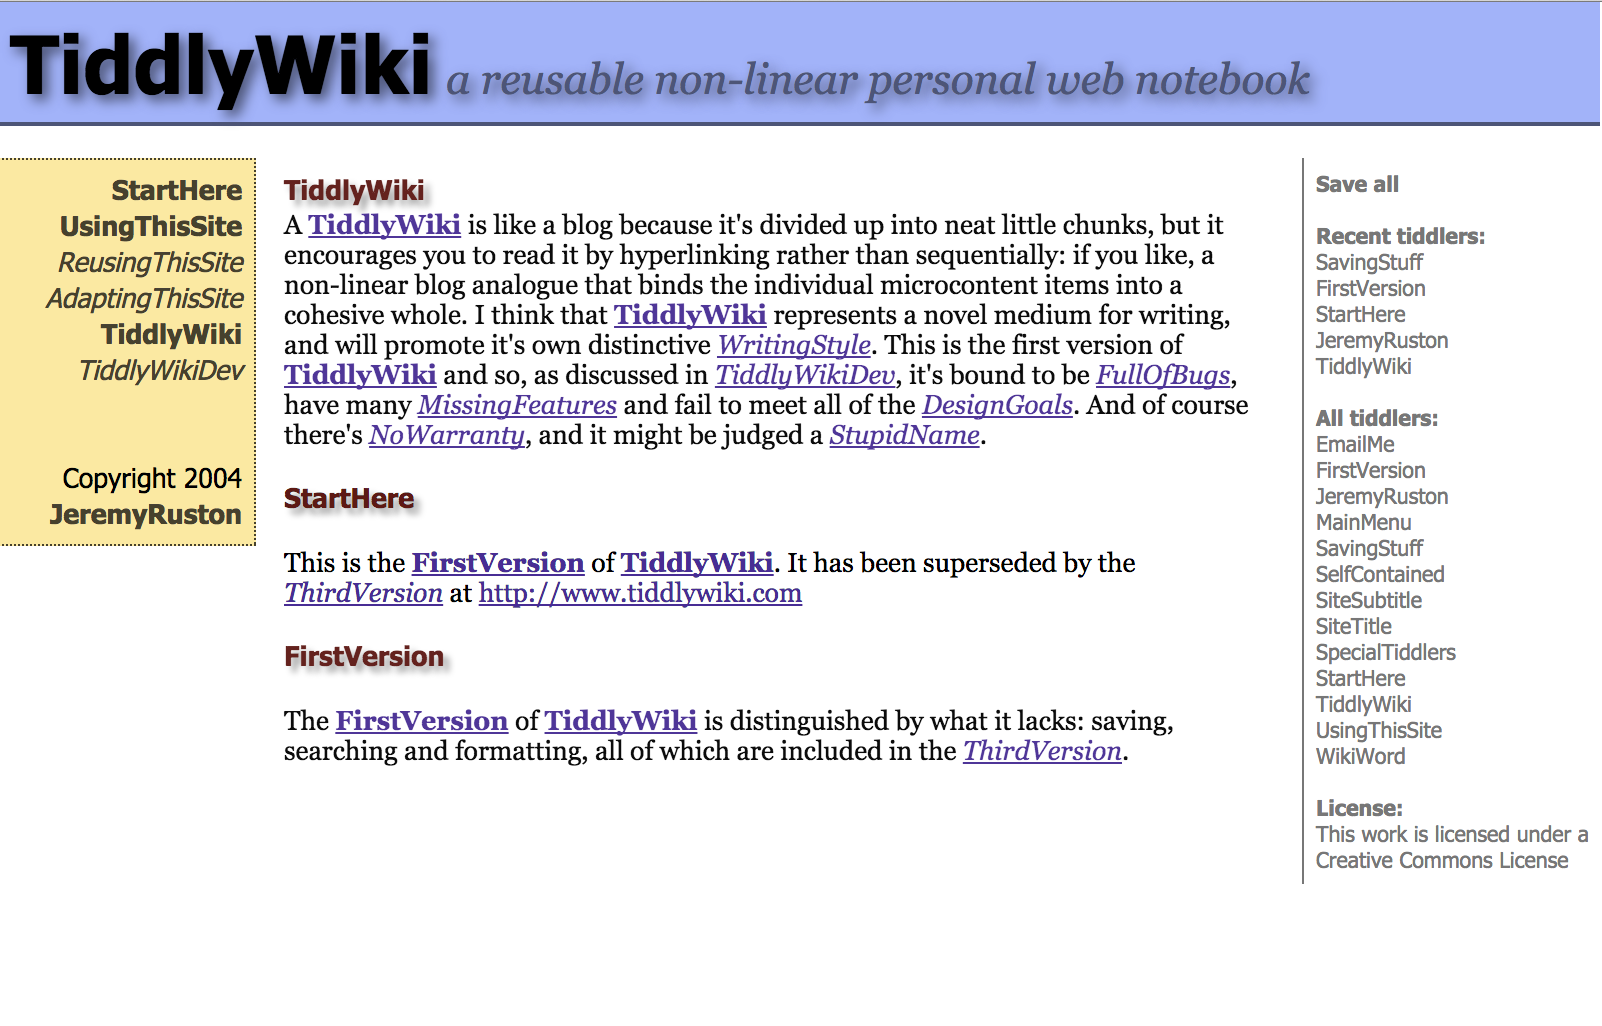 TiddlyWiki a reusable non-linear personal web notebook
StartHere
UsingThisSite
ReusingThisSite
AdaptingThisSite
TiddlyWiki
TiddlyWikiDev
Copyright 2004
JeremyRuston
TiddlyWiki
A TiddlyWiki is like a blog because it's divided up into neat little chunks, but it
encourages you to read it by hyperlinking rather than sequentially: if you like, a
non-linear blog analogue that binds the individual microcontent items into a
cohesive whole. I think that TiddlyWiki represents a novel medium for writing,
and will promote it's own distinctive WritingStyle. This is the first version of
TiddlyWiki and so, as discussed in TiddlyWikiDev, it's bound to be FullOfBugs,
have many MissingFeatures and fail to meet all of the DesignGoals. And of course
there's NoWarranty, and it might be judged a StupidName.
StartHere
This is the FirstVersion of TiddlyWiki. It has been superseded by the
ThirdVersion at http://www.tiddlywiki.com
FirstVersion
The FirstVersion of TiddlyWiki is distinguished by what it lacks: saving,
searching and formatting, all of which are included in the ThirdVersion.
Save all
Recent tiddlers:
SavingStuff
FirstVersion
StartHere
JeremyRuston
TiddlyWiki
All tiddlers:
EmailMe
FirstVersion
JeremyRuston
MainMenu
SavingStuff
SelfContained
SiteSubtitle
SiteTitle
SpecialTiddlers
StartHere
TiddlyWiki
UsingThisSite
WikiWord
License:
This work is licensed under a
Creative Commons License